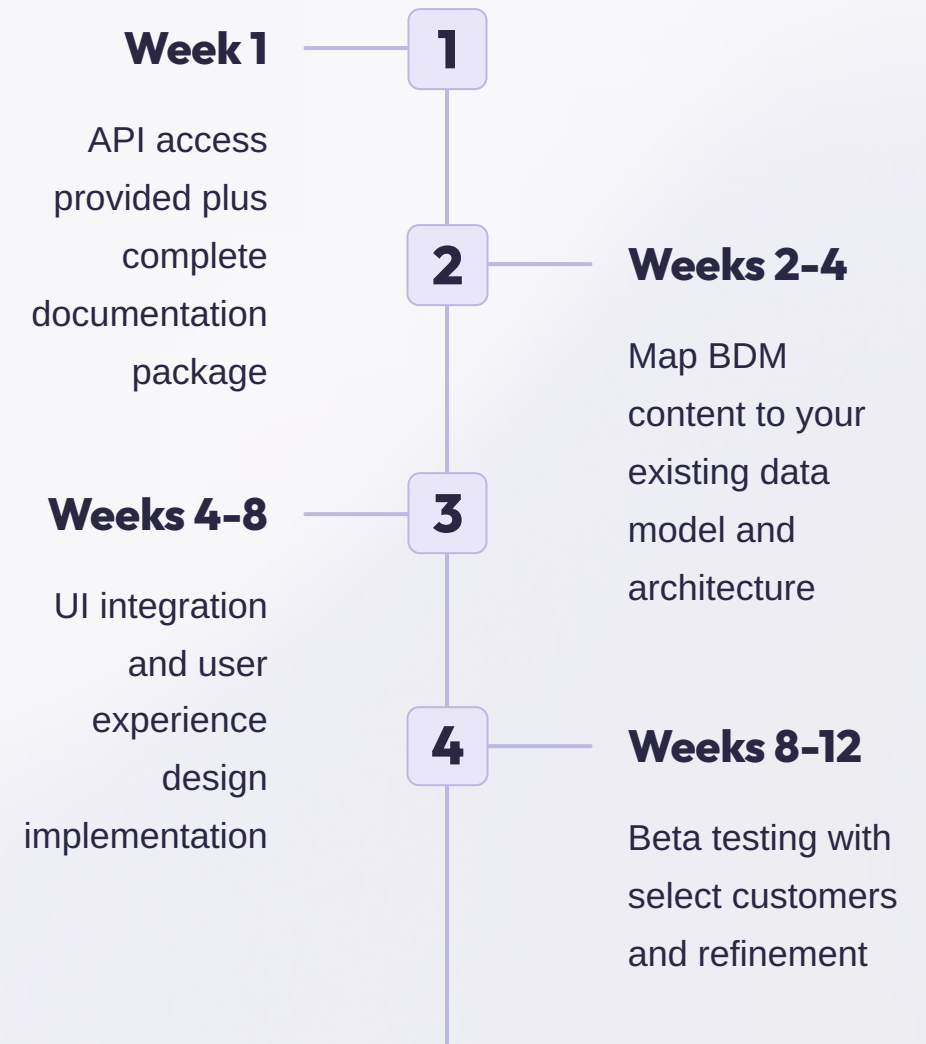 Week 1
1
API access
provided plus
complete
documentation
package
2
Weeks 2-4
Map BDM
content to your
existing data
model and
architecture
Weeks 4-8
3
UI integration
and user
experience
design
implementation
4
Weeks 8-12
Beta testing with
select customers
and refinement